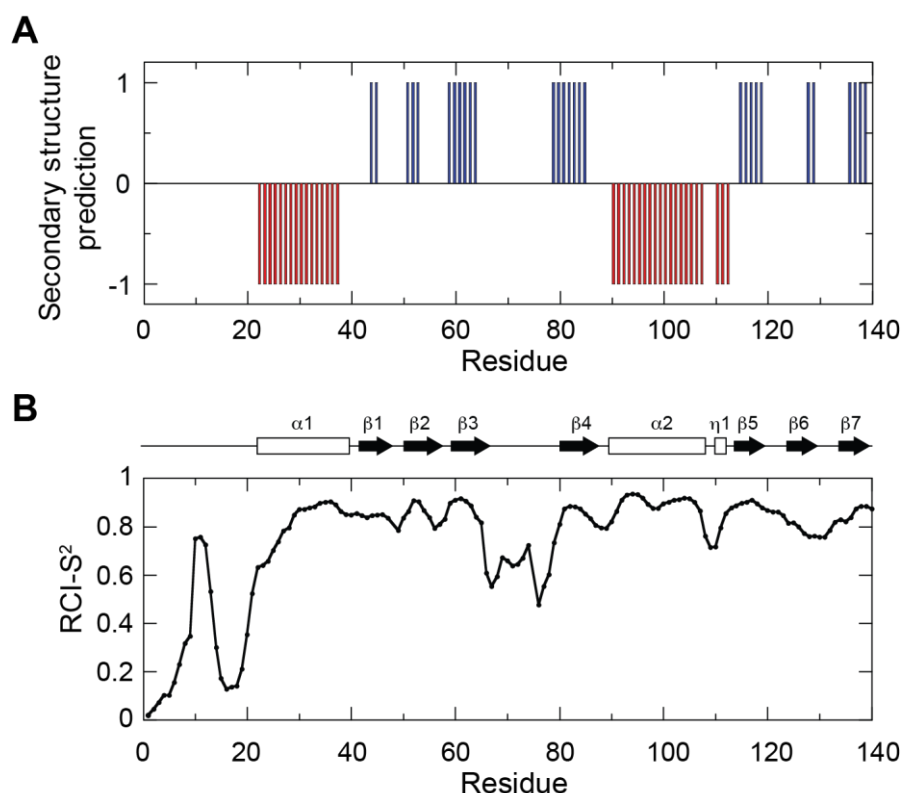 A
Secondary structure
prediction
1
0
-1
0 20 40 60 80 100 120 140
Residue
B
α1 β1 β2 β3 β4 α2 η1 β5 β6 β7
RCI-S²
1
0.8
0.6
0.4
0.2
0
0 20 40 60 80 100 120 140
Residue